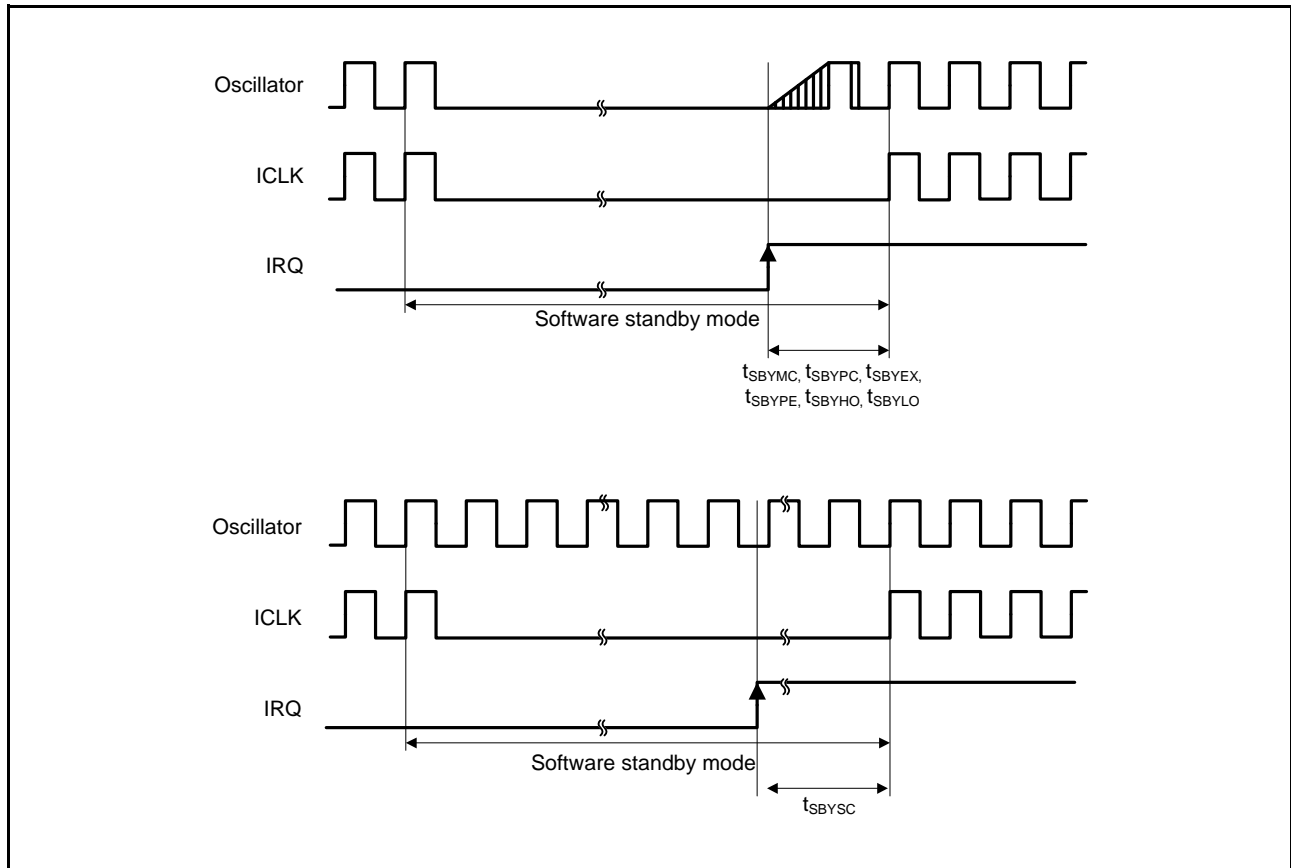 Oscillator
ICLK
IRQ
Software standby mode
tSBYMC, tSBYPC, tSBYEX,
tSBYPE, tSBYHO, tSBYLO
Oscillator
ICLK
IRQ
Software standby mode
tSBYSC